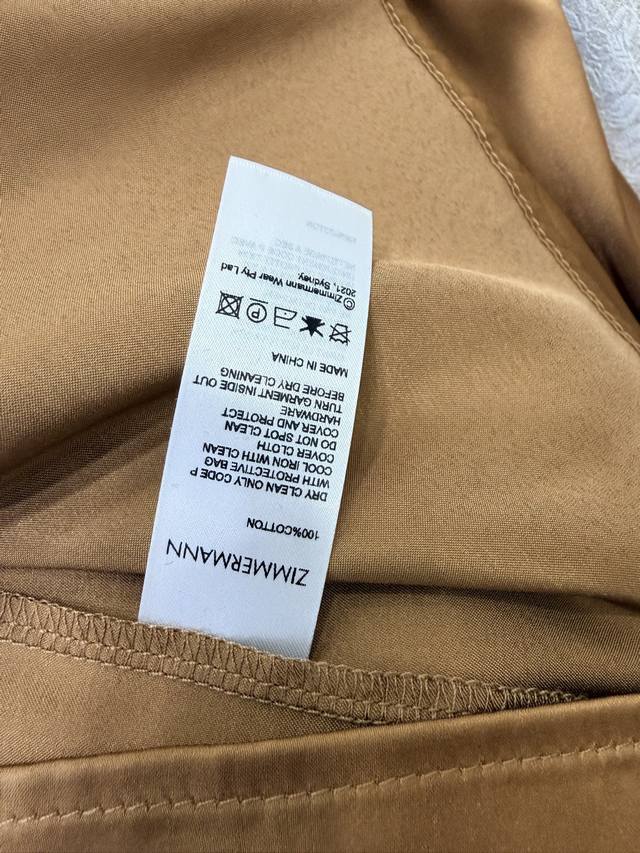 ZIMMERMANN
100%COTTON
DRY CLEAN ONLY CODE P
WITH PROTECTIVE BAG
COOL IRON WITH CLEAN
COVER CLOTH
DO NOT SPOT CLEAN
COVER AND PROTECT
HARDWARE
TURN GARMENT INSIDE OUT
BEFORE DRY CLEANING
MADE IN CHINA
P
©Zimmermann Wear Pty Lad
2021, Sydney.